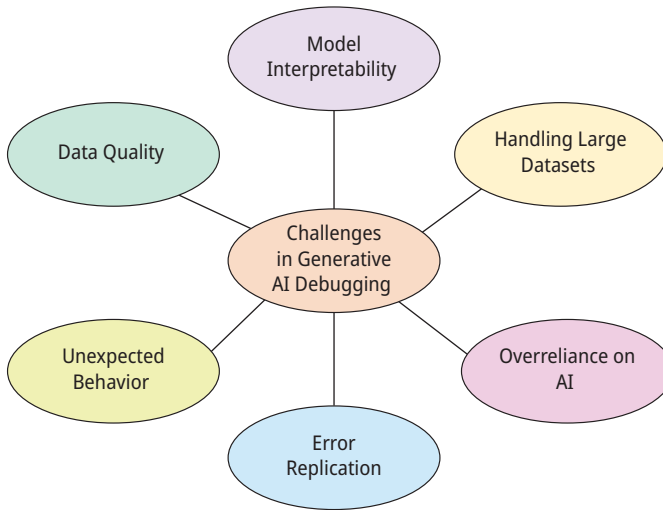 Model
Interpretability
Data Quality
Handling Large
Datasets
Challenges
in Generative
AI Debugging
Unexpected
Behavior
Overreliance on
AI
Error
Replication